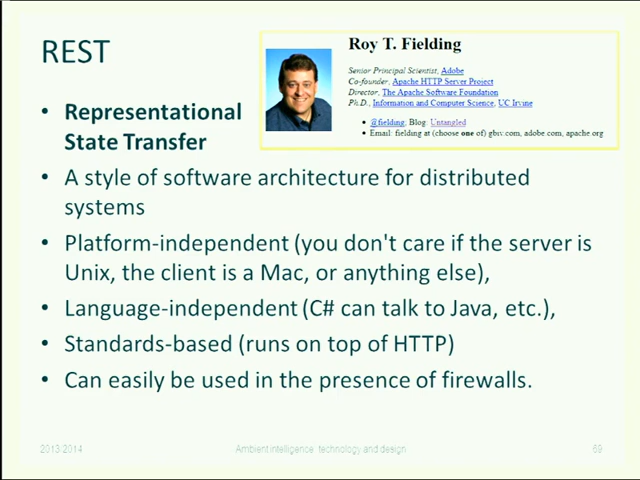 REST
Roy T. Fielding
Senior Principal Scientist, Adobe
Co-founder, Apache HTTP Server Project
Director, The Apache Software Foundation
Ph.D., Information and Computer Science, UC Irvine
• @fielding, Blog: Untangled
• Email: fielding at (choose one of) gbiv.com, adobe.com, apache.org
• Representational
State Transfer
• A style of software architecture for distributed
systems
• Platform-independent (you don't care if the server is
Unix, the client is a Mac, or anything else),
• Language-independent (C# can talk to Java, etc.),
• Standards-based (runs on top of HTTP)
• Can easily be used in the presence of firewalls.
2013 2014
Ambient intelligence: technology and design
69